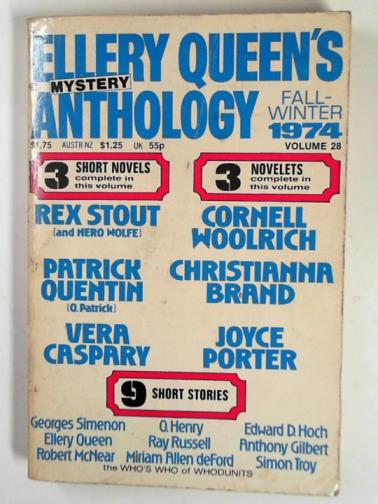 ELLERY QUEEN'S
MYSTERY
ANTHOLOGY
FALL-
WINTER
1974
$1.75 AUSTR-NZ $1.25 UK 55p
VOLUME 28
3 SHORT NOVELS
complete in
this volume
REX STOUT
(and NERO WOLFE)
PATRICK
QUENTIN
(Q. Patrick)
VERA
CASPARY
3 NOVELETS
complete in
this volume
CORNELL
WOOLRICH
CHRISTIANNA
BRAND
JOYCE
PORTER
9 SHORT STORIES
Georges Simenon O. Henry Edward D. Hoch
Ellery Queen Ray Russell Anthony Gilbert
Robert McNear Miriam Allen deFord Simon Troy
the WHO'S WHO of WHODUNITS